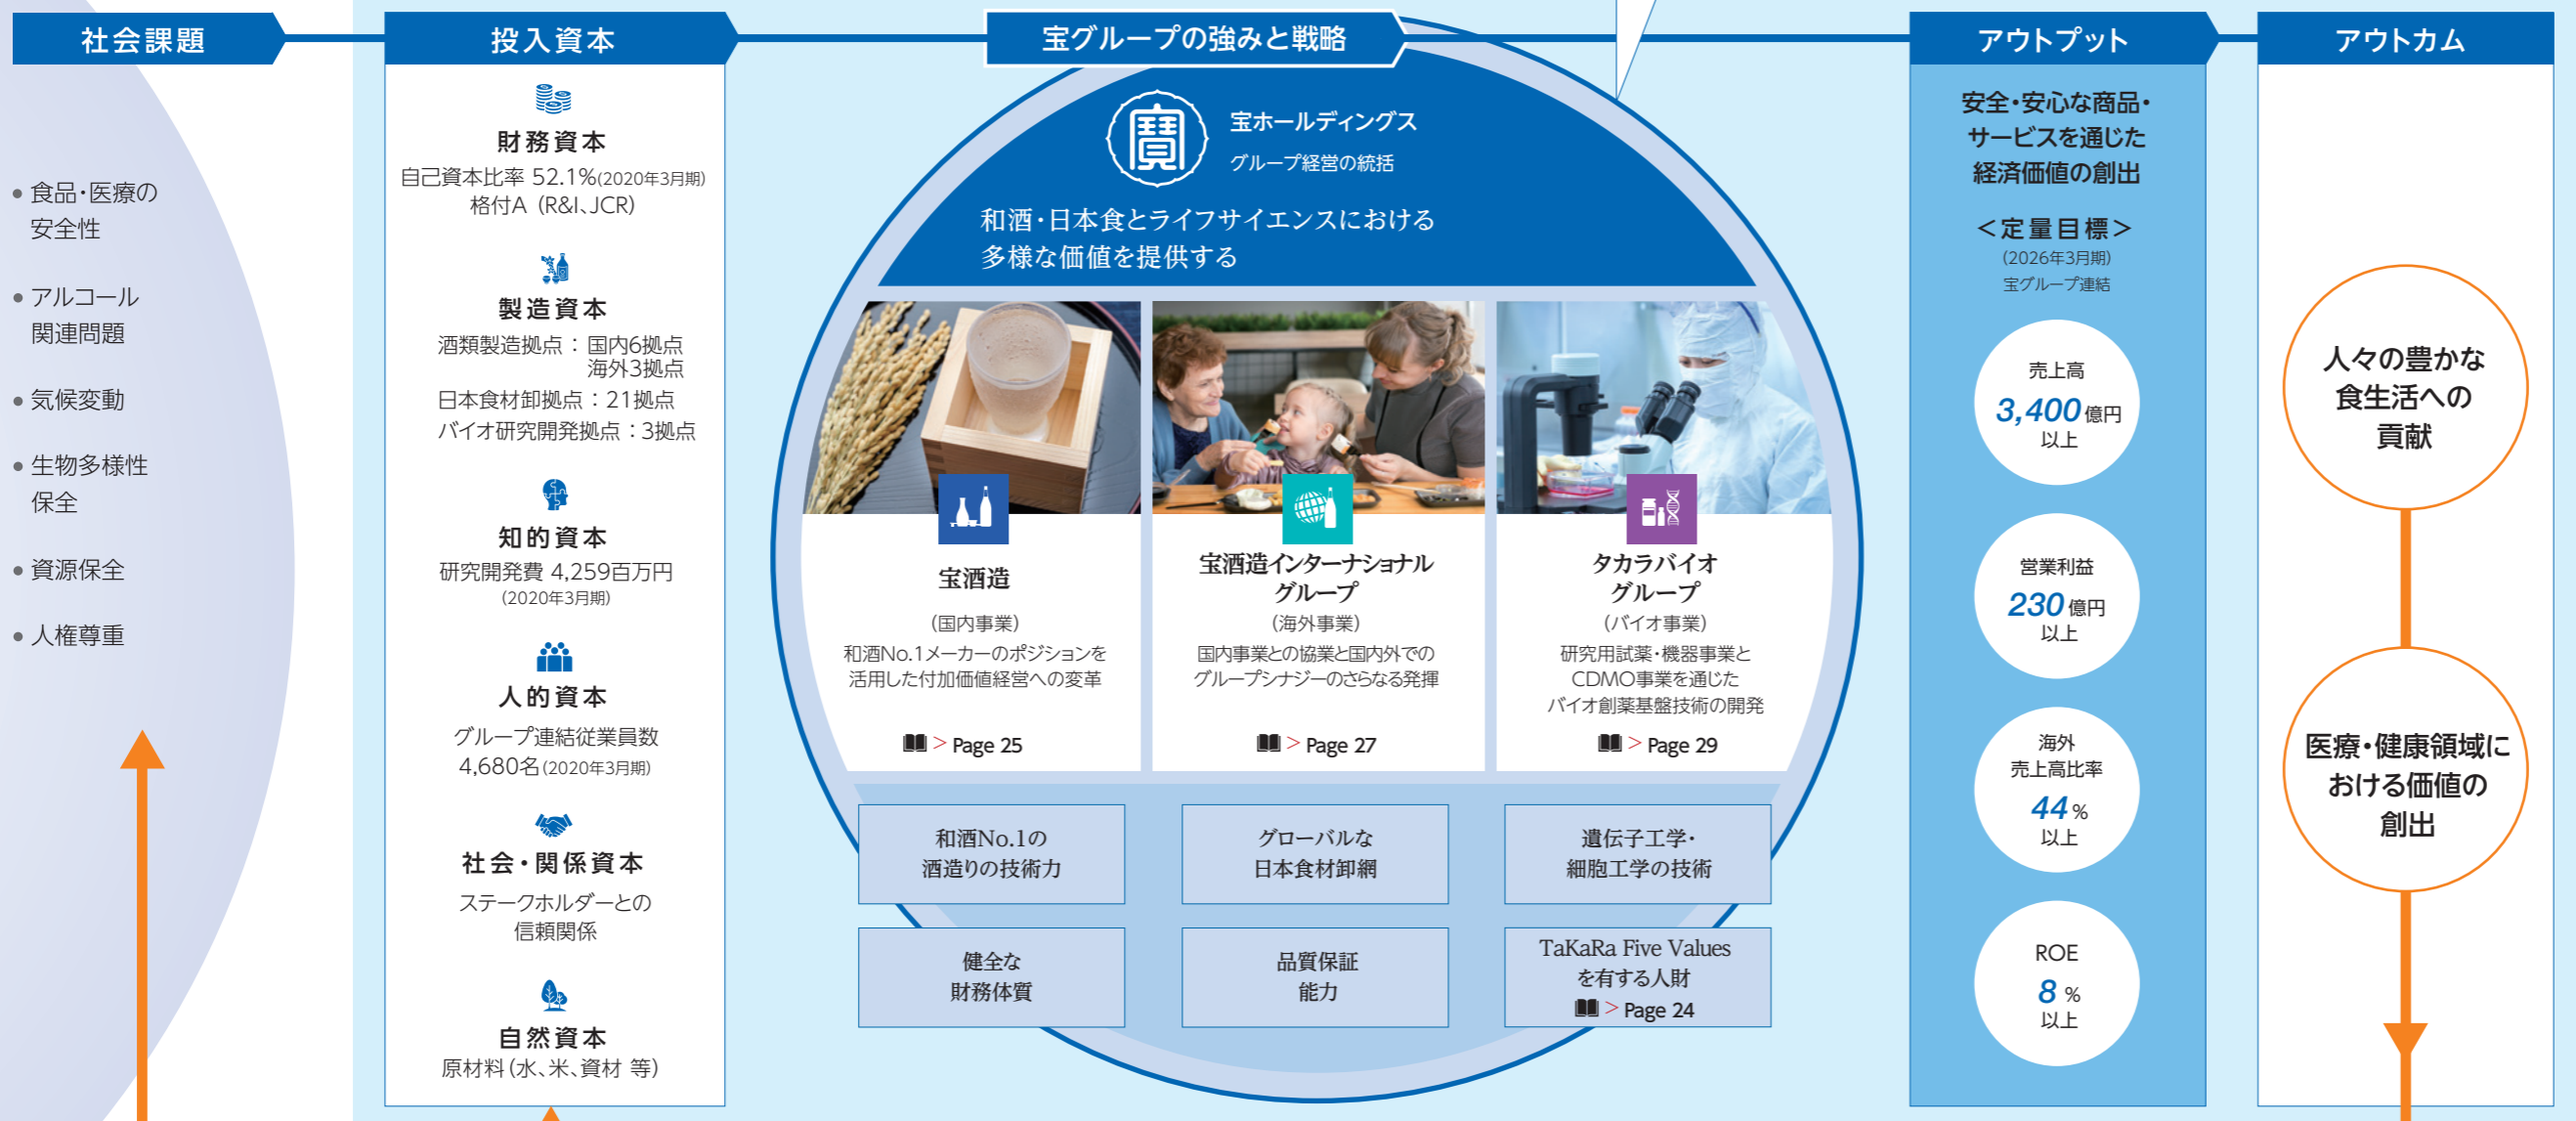 社会課題
・食品・医療の
安全性
・アルコール
関連問題
・気候変動
・生物多様性
保全
・資源保全
・人権尊重
投入資本
財務資本
自己資本比率 52.1%(2020年3月期)
格付A（R&I、JCR）
製造資本
酒類製造拠点：国内6拠点
海外3拠点
日本食材卸拠点：21拠点
バイオ研究開発拠点：3拠点
知的資本
研究開発費 4,259百万円
(2020年3月期)
人的資本
グループ連結従業員数
4,680名(2020年3月期)
社会・関係資本
ステークホルダーとの
信頼関係
自然資本
原材料（水、米、資材 等）
宝グループの強みと戦略
寶
宝ホールディングス
グループ経営の統括
和酒・日本食とライフサイエンスにおける
多様な価値を提供する
宝酒造
（国内事業）
和酒No.1メーカーのポジションを
活用した付加価値経営への変革
> Page 25
宝酒造インターナショナル
グループ
（海外事業）
国内事業との協業と国内外での
グループシナジーのさらなる発揮
> Page 27
タカラバイオ
グループ
（バイオ事業）
研究用試薬・機器事業と
CDMO事業を通じた
バイオ創薬基盤技術の開発
> Page 29
和酒No.1の
酒造りの技術力
グローバルな
日本食材卸網
遺伝子工学・
細胞工学の技術
健全な
財務体質
品質保証
能力
TaKaRa Five Values
を有する人財
> Page 24
アウトプット
安全・安心な商品・
サービスを通じた
経済価値の創出
＜定量目標＞
(2026年3月期)
宝グループ連結
売上高
3,400億円
以上
営業利益
230億円
以上
海外
売上高比率
44%
以上
ROE
8%
以上
アウトカム
人々の豊かな
食生活への
貢献
医療・健康領域に
おける価値の
創出